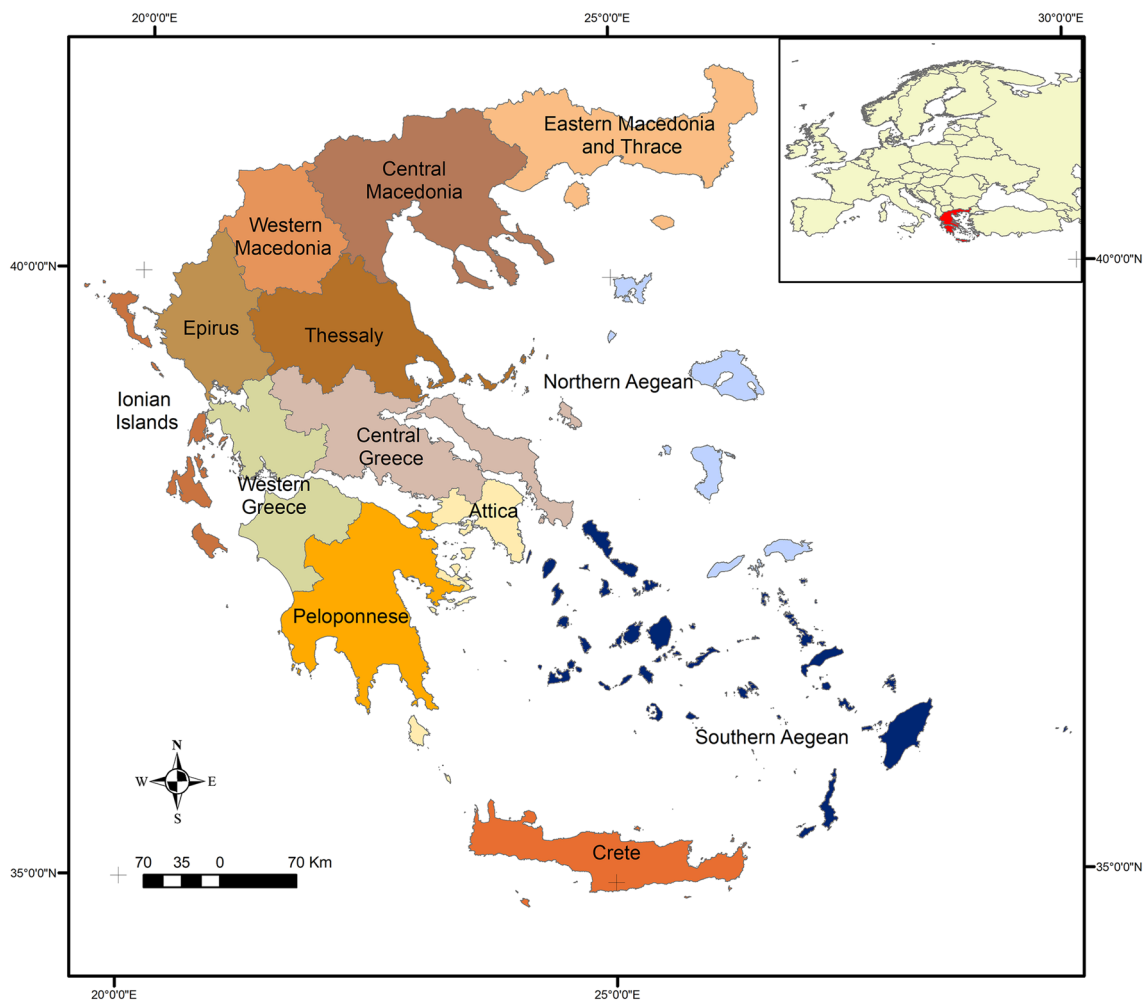 20°0'0"E
25°0'0"E
30°0'0"E
Eastern Macedonia
and Thrace
Central
Macedonia
Western
Macedonia
40°0'0"N
40°0'0"N
Epirus
Thessaly
Northern Aegean
Ionian
Islands
Central
Greece
Western
Greece
Attica
Peloponnese
Southern Aegean
N
W
E
S
Crete
70 35 0 70 Km
35°0'0"N
35°0'0"N
20°0'0"E
25°0'0"E